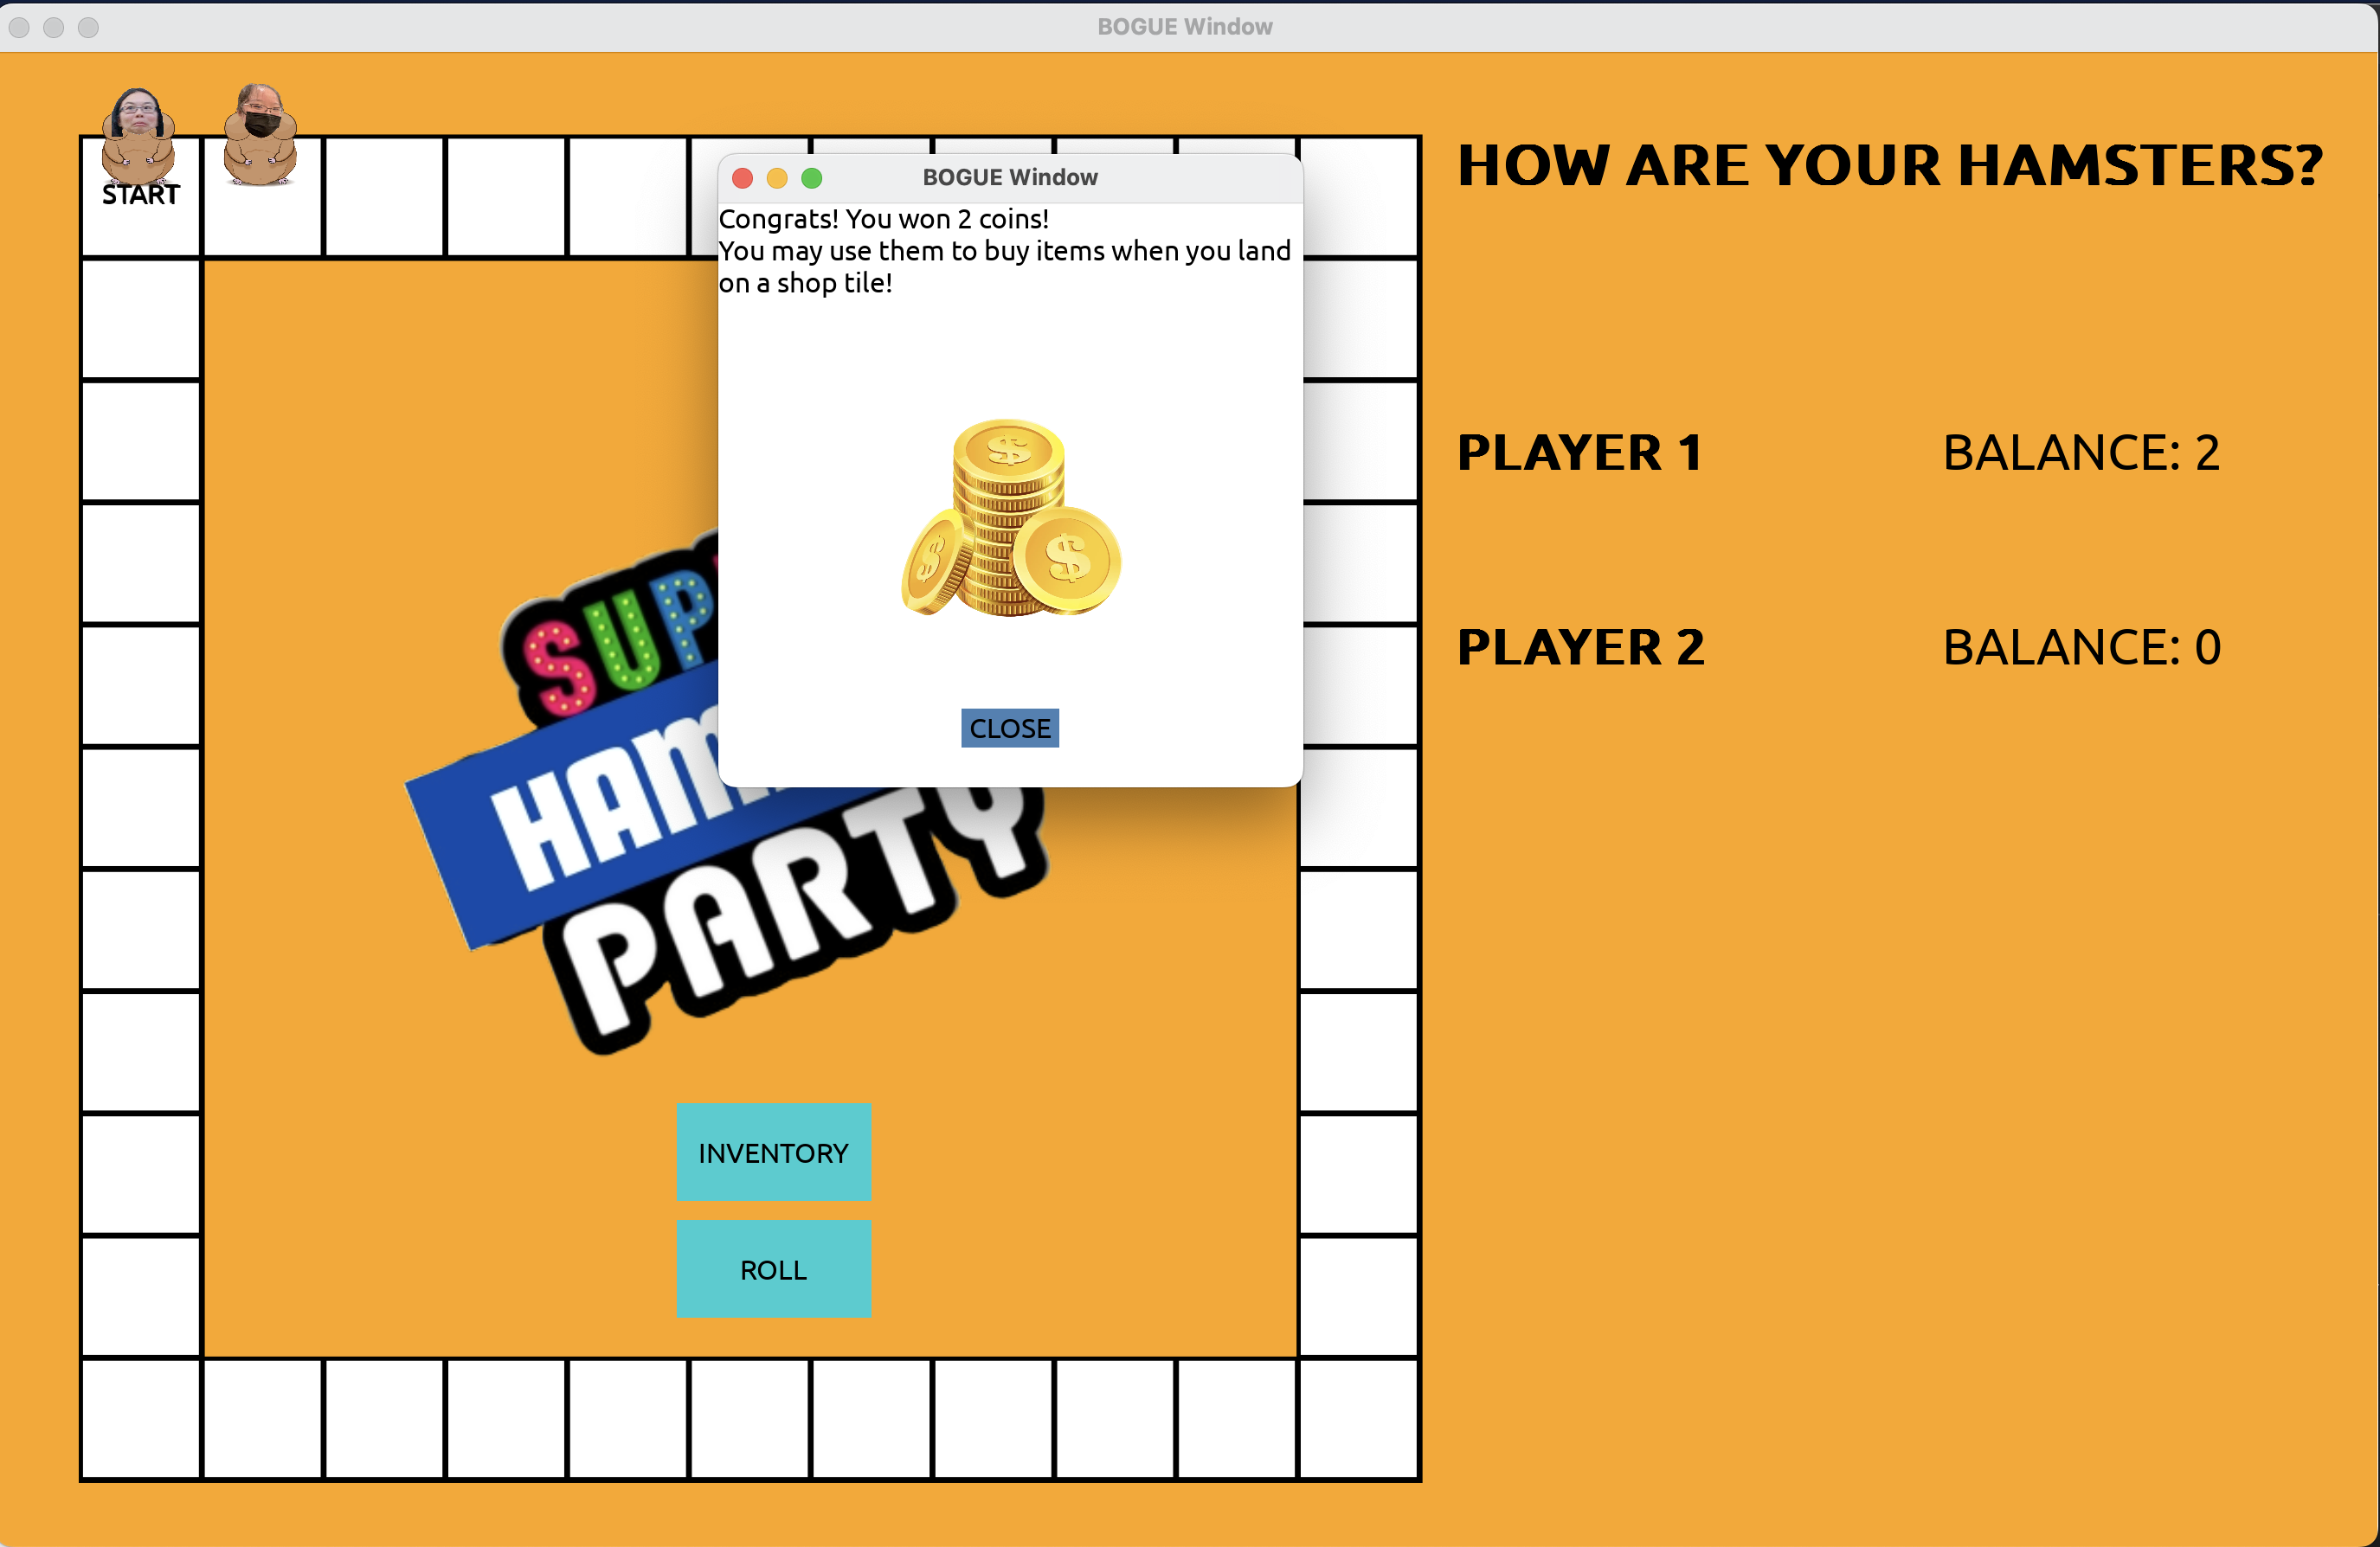 BOGUE Window
START
HOW ARE YOUR HAMSTERS?
BOGUE Window
Congrats! You won 2 coins!
You may use them to buy items when you land
on a shop tile!
PLAYER 1
BALANCE: 2
PLAYER 2
BALANCE: 0
CLOSE
PARTY
INVENTORY
ROLL